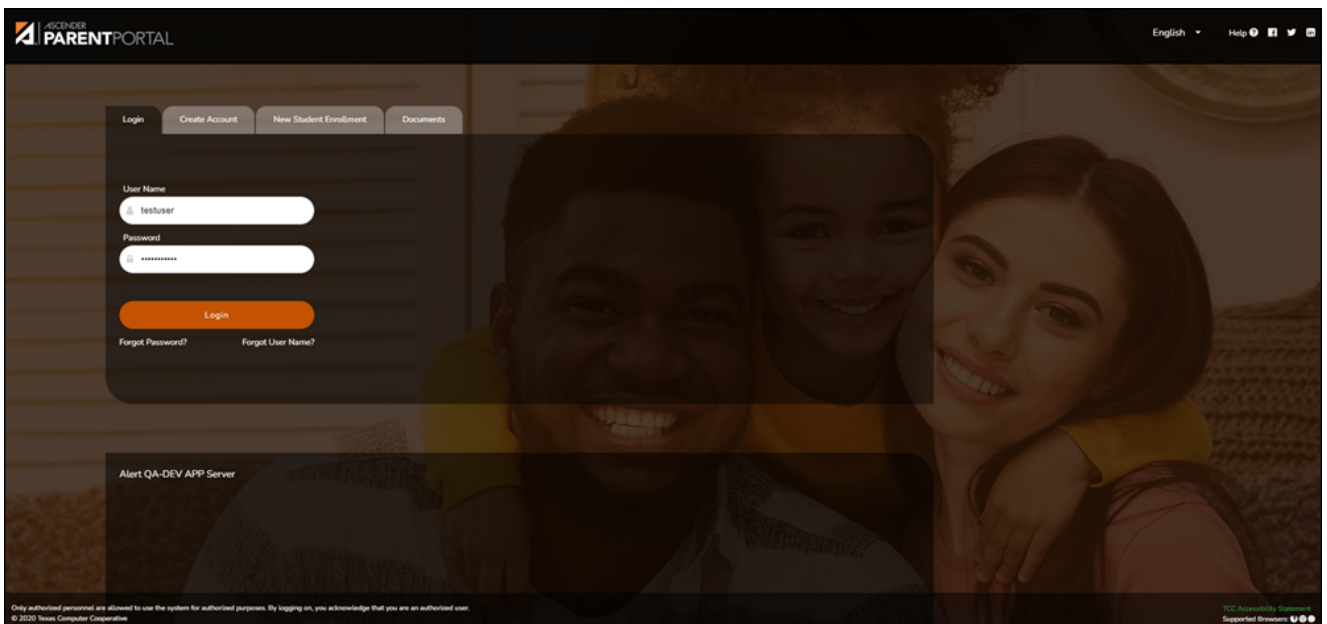 ASCENDER
PARENTPORTAL
English
Help
Login
Create Account
New Student Enrollment
Documents
User Name
testuser
Password
Login
Forgot Password?
Forgot User Name?
Alert QA-DEV APP Server
Only authorized personnel are allowed to use the system for authorized purposes. By logging on, you acknowledge that you are an authorized user.
© 2020 Texas Computer Cooperative
TCC Accessibility Statement
Supported Browsers: